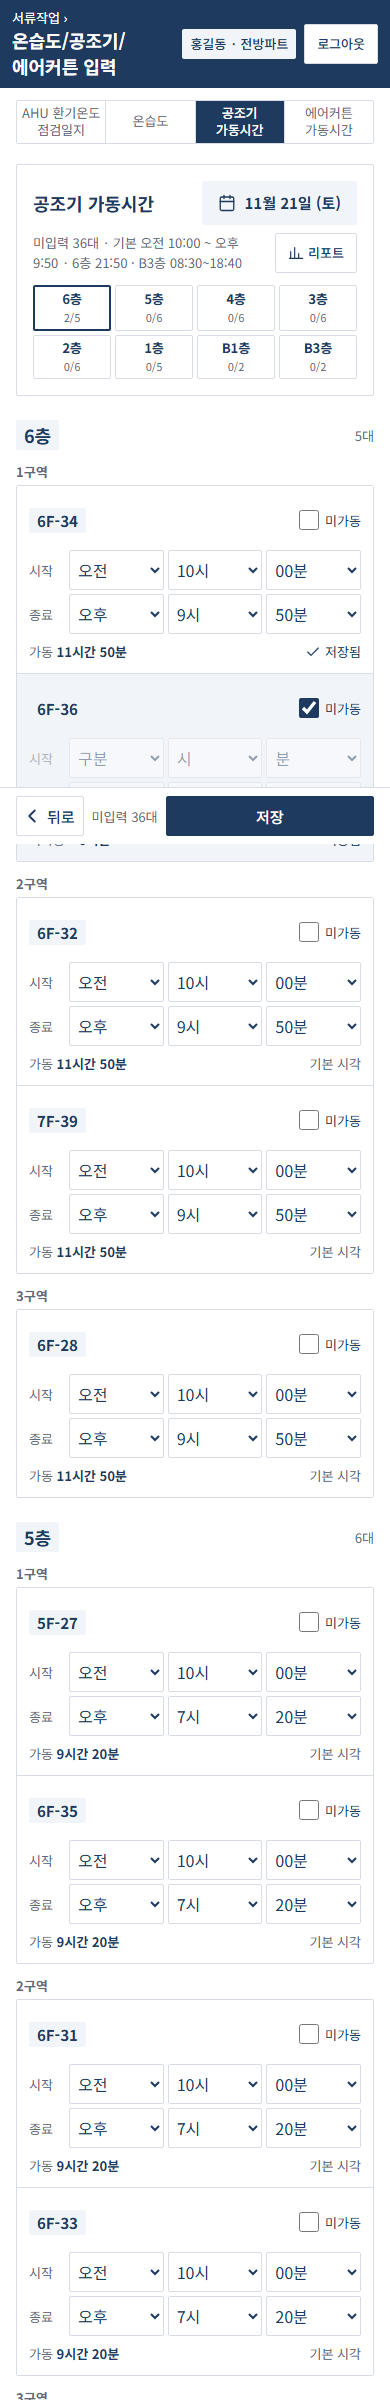 서류작업 ›
온습도/공조기/
에어커튼 입력
홍길동 · 전방파트
로그아웃
AHU 환기온도
점검일지
온습도
공조기
가동시간
에어커튼
가동시간
공조기 가동시간
11월 21일 (토)
미입력 36대 · 기본 오전 10:00 ~ 오후
9:50 · 6층 21:50 · B3층 08:30~18:40
리포트
6층
2/5
5층
0/6
4층
0/6
3층
0/6
2층
0/6
1층
0/5
B1층
0/2
B3층
0/2
6층
5대
1구역
6F-34
미가동
시작 오전 10시 00분
종료 오후 9시 50분
가동 11시간 50분
저장됨
6F-36
미가동
시작 구분 시 분
뒤로
미입력 36대
저장
2구역
6F-32
미가동
시작 오전 10시 00분
종료 오후 9시 50분
가동 11시간 50분
기본 시각
7F-39
미가동
시작 오전 10시 00분
종료 오후 9시 50분
가동 11시간 50분
기본 시각
3구역
6F-28
미가동
시작 오전 10시 00분
종료 오후 9시 50분
가동 11시간 50분
기본 시각
5층
6대
1구역
5F-27
미가동
시작 오전 10시 00분
종료 오후 7시 20분
가동 9시간 20분
기본 시각
6F-35
미가동
시작 오전 10시 00분
종료 오후 7시 20분
가동 9시간 20분
기본 시각
2구역
6F-31
미가동
시작 오전 10시 00분
종료 오후 7시 20분
가동 9시간 20분
기본 시각
6F-33
미가동
시작 오전 10시 00분
종료 오후 7시 20분
가동 9시간 20분
기본 시각
3구역